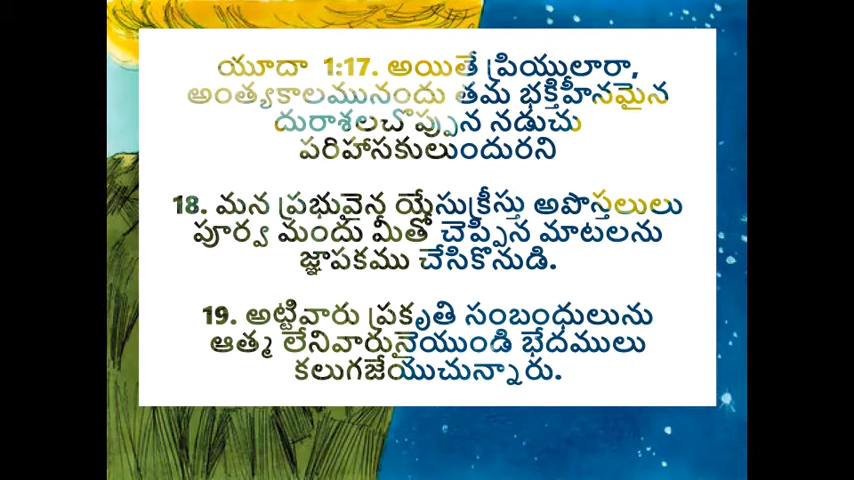 యూదా 1:17. అయితే ప్రియులారా,
అంత్యకాలమునందు తమ భక్తిహీనమైన
దురాశలచొప్పున నడుచు
పరిహాసకులుందురని
18. మన ప్రభువైన యేసుక్రీస్తు అపొస్తలులు
పూర్వ మందు మీతో చెప్పిన మాటలను
జ్ఞాపకము చేసికొనుడి.
19. అట్టివారు ప్రకృతి సంబంధులును
ఆత్మ లేనివారునైయుండి భేదములు
కలుగజేయుచున్నారు.